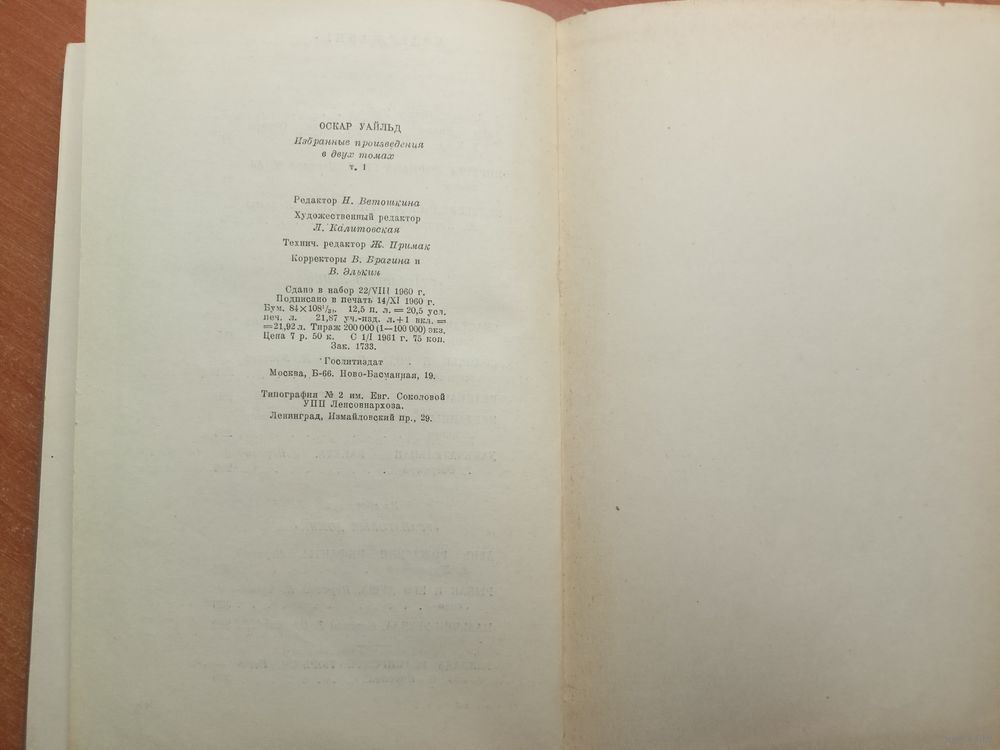 ОСКАР УАЙЛЬД
Избранные произведения
в двух томах
т. 1
Редактор Н. Ветошкина
Художественный редактор
Л. Калитовская
Технич. редактор Ж. Примак
Корректоры В. Брагина и
В. Элькин
Сдано в набор 22/VIII 1960 г.
Подписано в печать 14/XI 1960 г.
Бум. 84×108¹/₃₂. 12,5 п. л. = 20,5 усл.
печ. л. 21,87 уч.-изд. л.+1 вкл. =
=21,92 л. Тираж 200 000 (1—100 000) экз.
Цена 7 р. 50 к. С 1/I 1961 г. 75 коп.
Зак. 1733.
Гослитиздат
Москва, Б-66. Ново-Басманная, 19.
Типография № 2 им. Евг. Соколовой
УПП Ленсовнархоза.
Ленинград, Измайловский пр., 29.